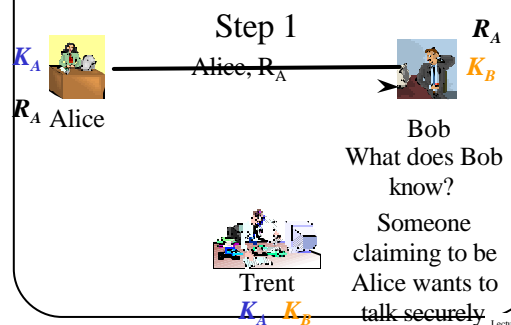 Step 1
R_A
K_A
Alice, R_A
K_B
R_A
Alice
Bob
What does Bob
know?
Someone
claiming to be
Alice wants to
talk securely
Trent
K_A K_B